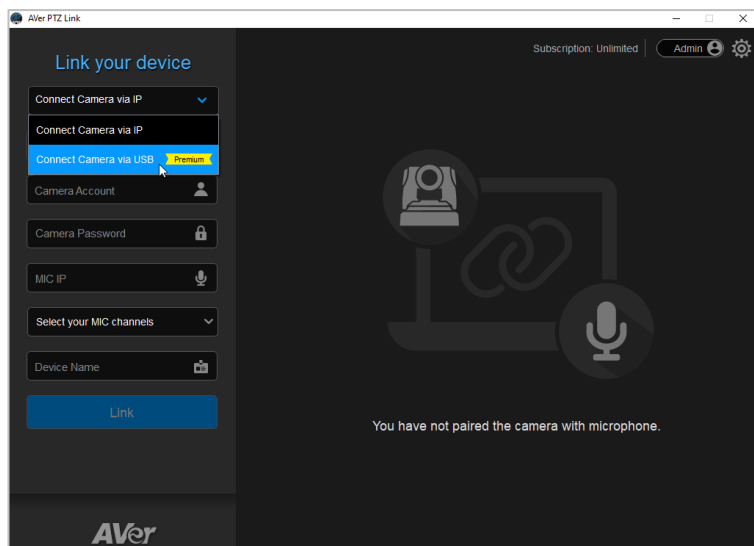 AVer PTZ Link
Link your device
Subscription: Unlimited
Admin
Connect Camera via IP
Connect Camera via IP
Connect Camera via USB Premium
Camera Account
Camera Password
MIC IP
Select your MIC channels
Device Name
Link
You have not paired the camera with microphone.
AVer